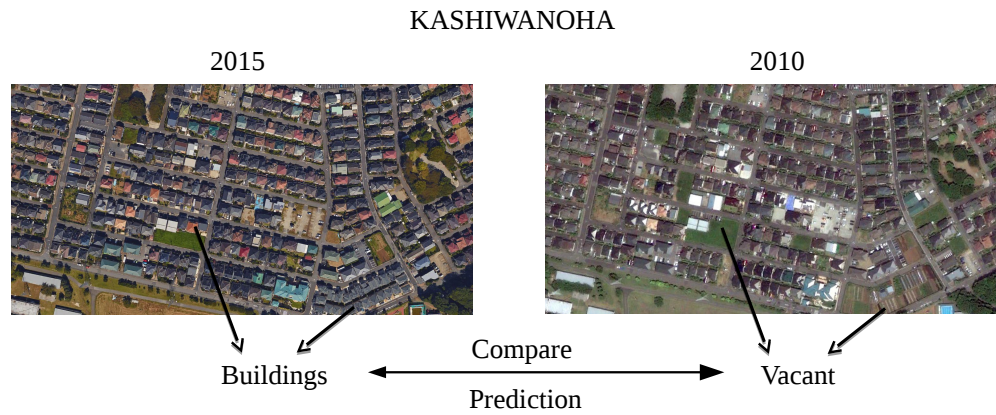 KASHIWANOHA
2015
2010
Buildings
Compare
Prediction
Vacant